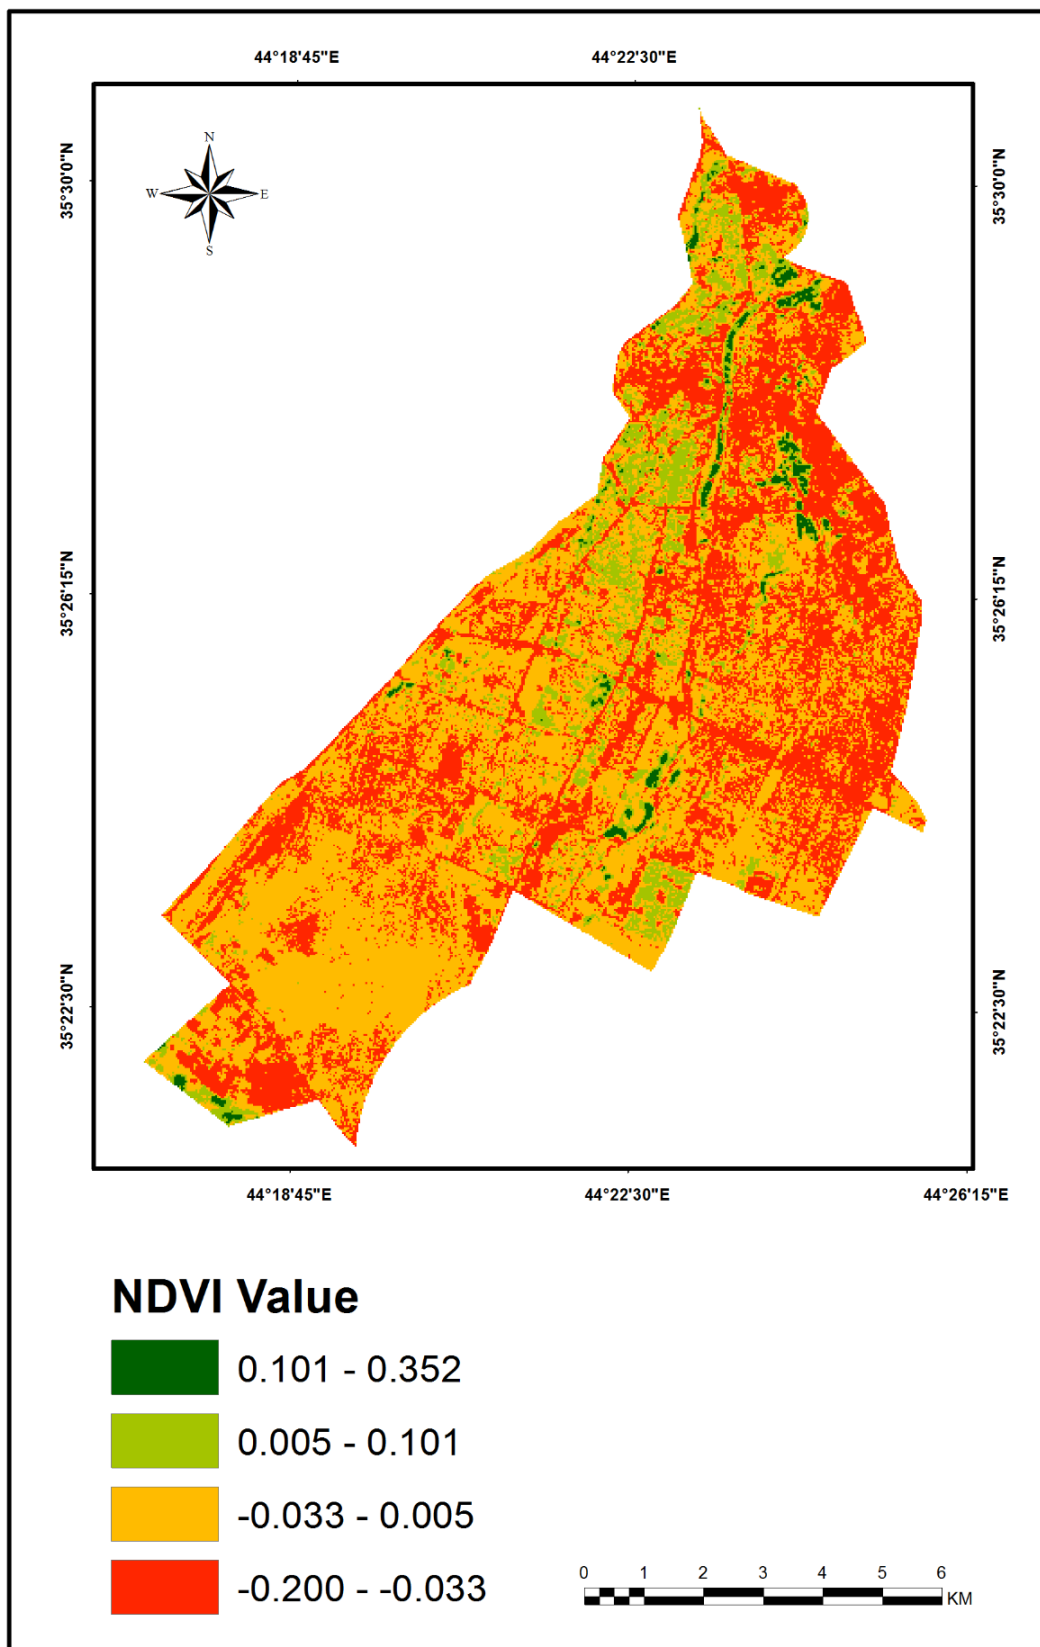 44°18'45"E 44°22'30"E
N
W E
S
35°30'0"N 35°30'0"N
35°26'15"N 35°26'15"N
35°22'30"N 35°22'30"N
44°18'45"E 44°22'30"E 44°26'15"E
NDVI Value
0.101 - 0.352
0.005 - 0.101
-0.033 - 0.005
-0.200 - -0.033
0 1 2 3 4 5 6
KM